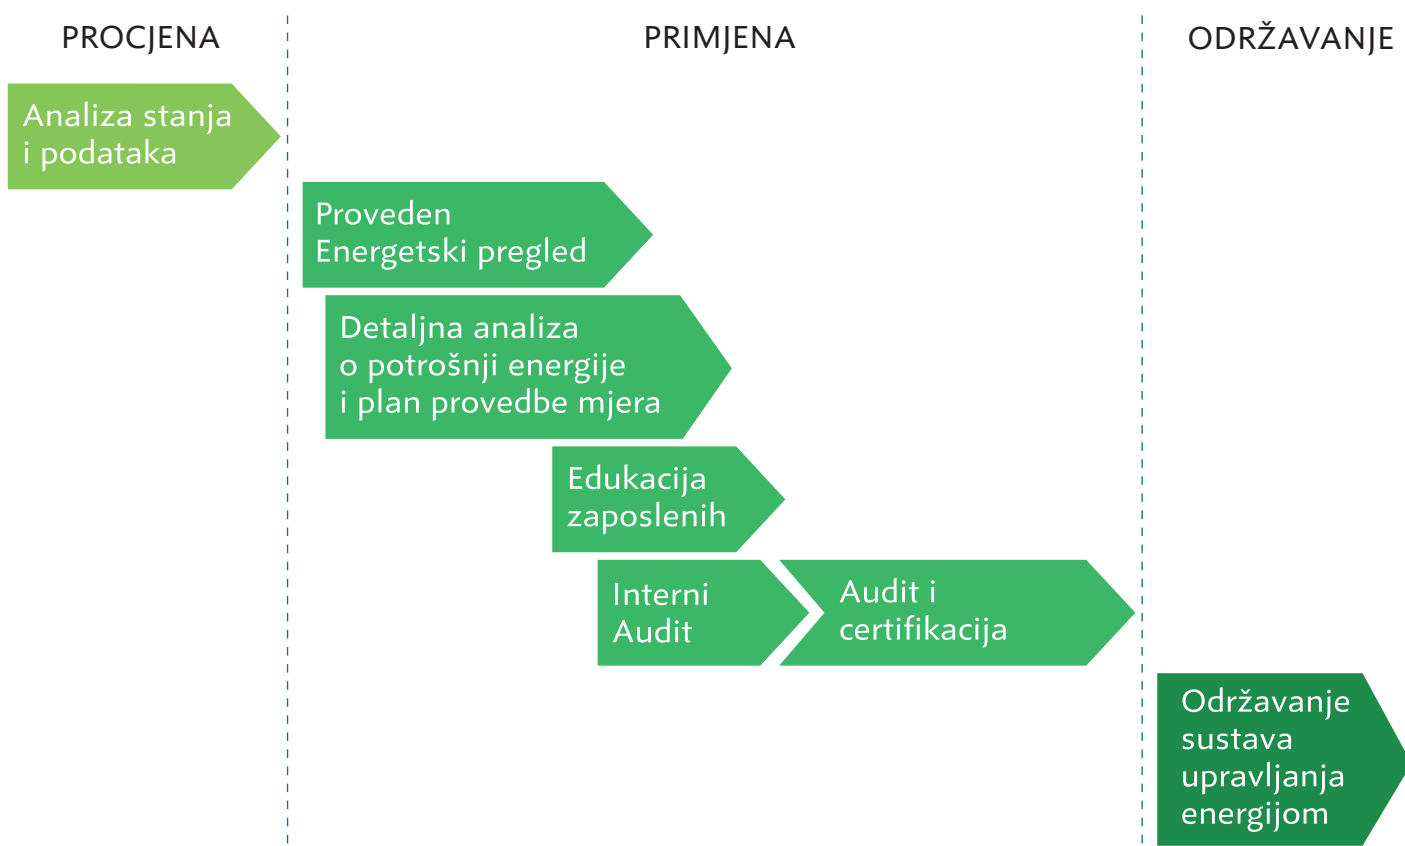 PROCJENA
PRIMJENA
ODRŽAVANJE
Analiza stanja
i podataka
Proveden
Energetski pregled
Detaljna analiza
o potrošnji energije
i plan provedbe mjera
Edukacija
zaposlenih
Interni
Audit
Audit i
certifikacija
Održavanje
sustava
upravljanja
energijom